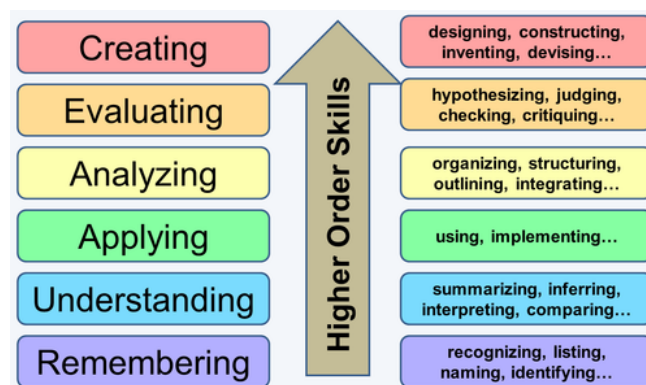 Creating
designing, constructing,
inventing, devising…
Evaluating
hypothesizing, judging,
checking, critiquing…
Analyzing
organizing, structuring,
outlining, integrating…
Applying
using, implementing…
Understanding
summarizing, inferring,
interpreting, comparing…
Remembering
recognizing, listing,
naming, identifying…
Higher Order Skills